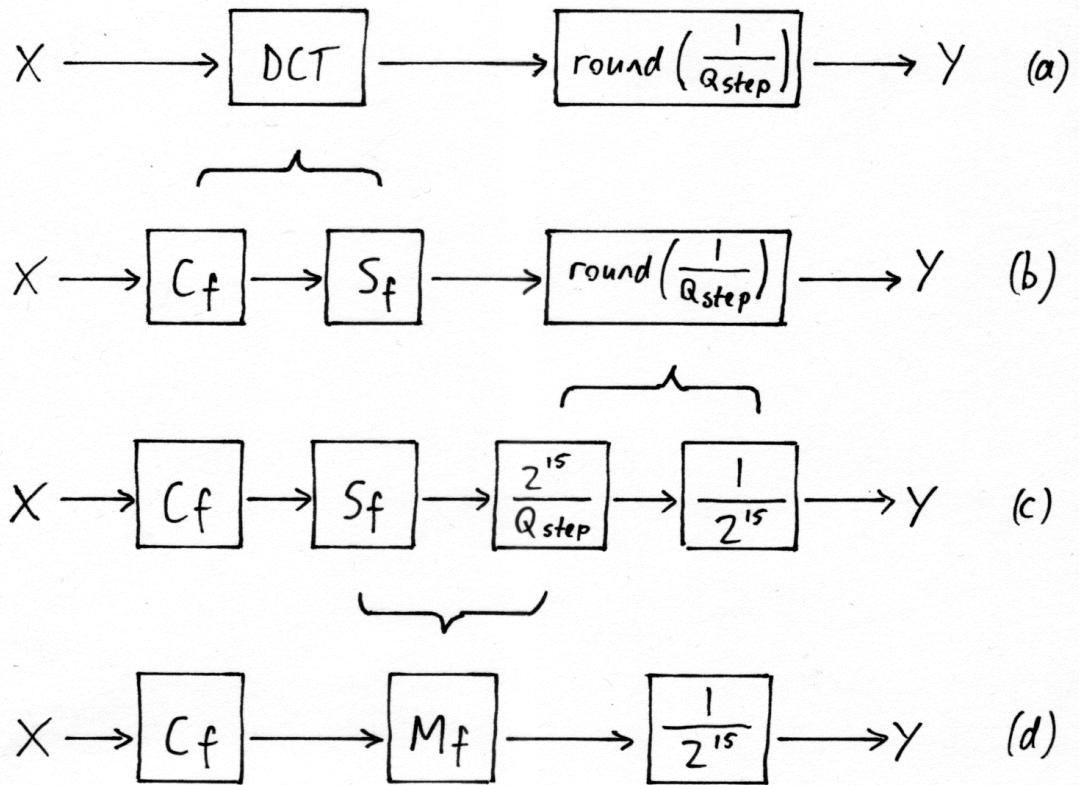 X DCT round(1/Qstep) Y (a)
X Cf Sf round(1/Qstep) Y (b)
X Cf Sf 2^15/Qstep 1/2^15 Y (c)
X Cf Mf 1/2^15 Y (d)